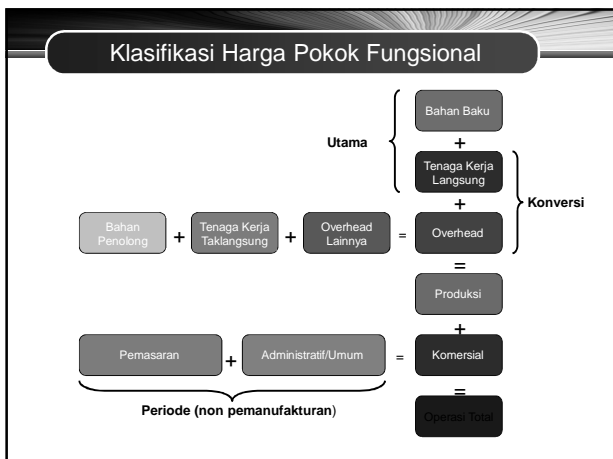 Klasifikasi Harga Pokok Fungsional
Bahan Baku
Utama
+
Tenaga Kerja
Langsung
+
Konversi
Bahan
Penolong
+
Tenaga Kerja
Taklangsung
+
Overhead
Lainnya
=
Overhead
=
Produksi
+
Pemasaran
+
Administratif/Umum
=
Komersial
=
Periode (non pemanufakturan)
Operasi Total